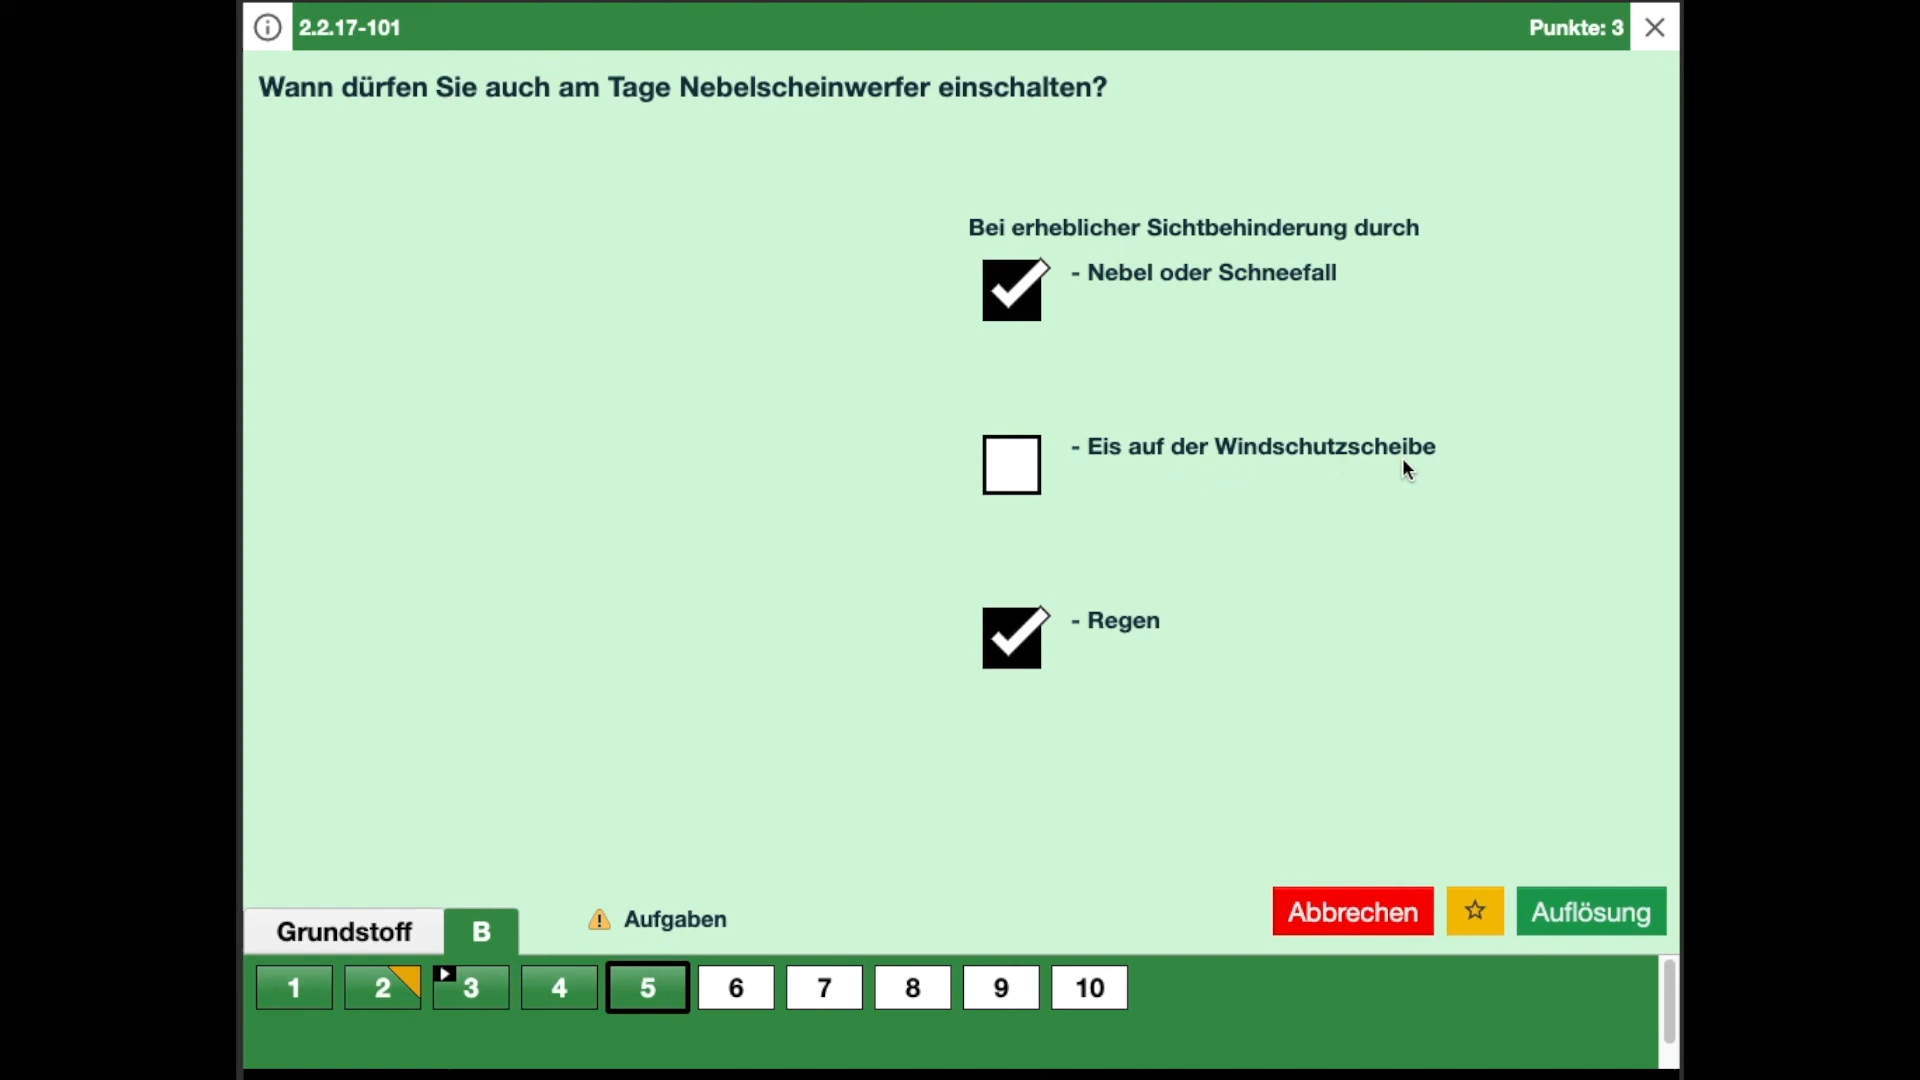 2.2.17-101
Punkte: 3
Wann dürfen Sie auch am Tage Nebelscheinwerfer einschalten?
Bei erheblicher Sichtbehinderung durch
- Nebel oder Schneefall
- Eis auf der Windschutzscheibe
- Regen
Abbrechen
Auflösung
Grundstoff
B
Aufgaben
1 2 3 4 5 6 7 8 9 10